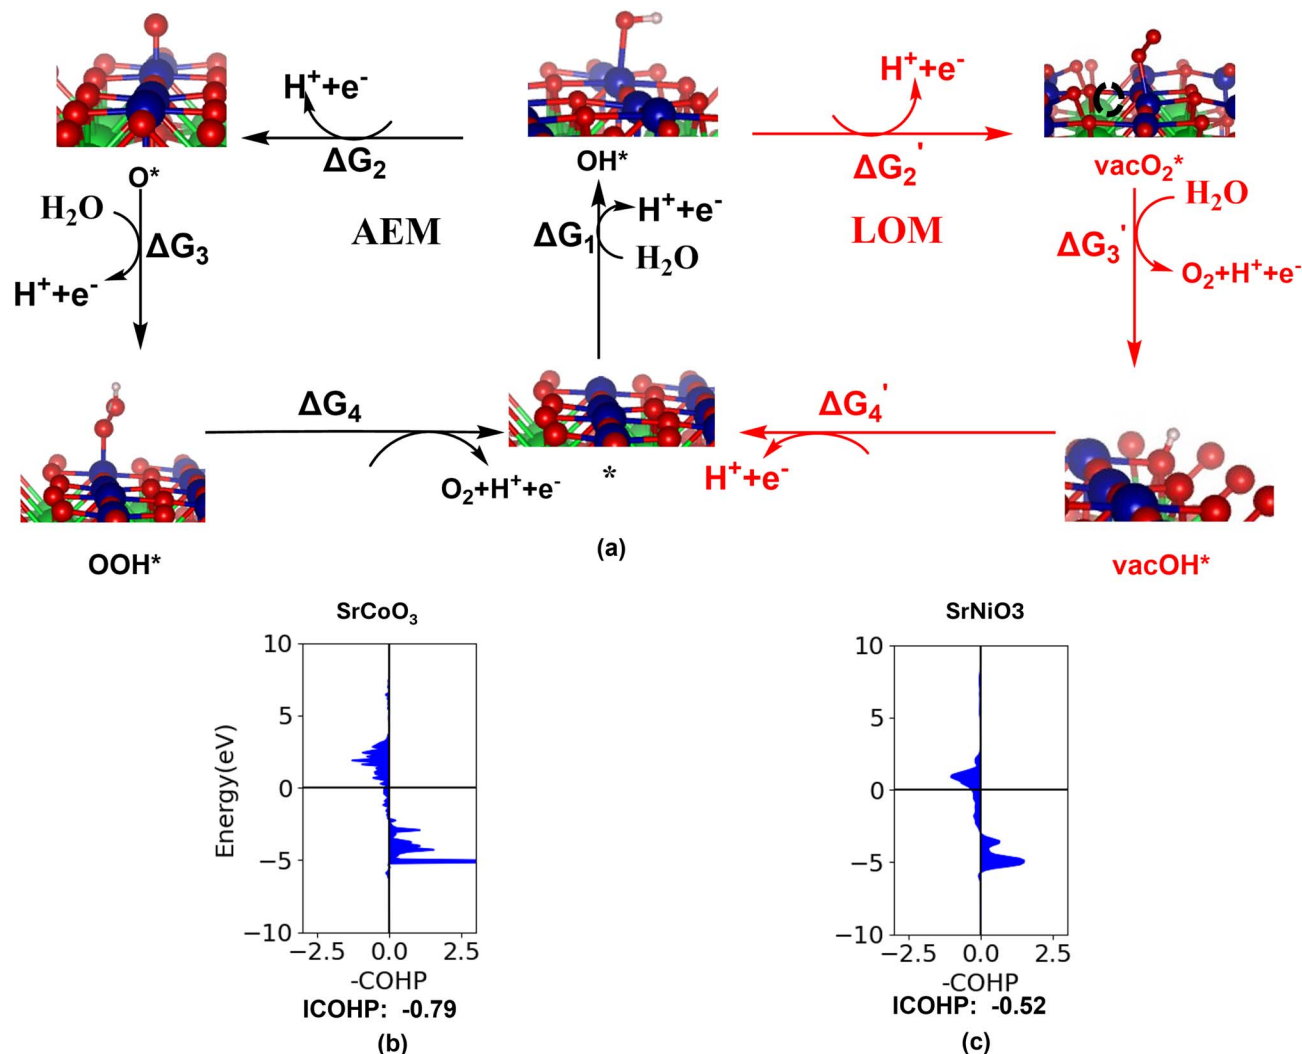 H⁺+e⁻
ΔG₂
O*
OH*
H⁺+e⁻
ΔG₂'
vacO₂*
H₂O
ΔG₃
H⁺+e⁻
AEM
ΔG₁
H⁺+e⁻
H₂O
LOM
ΔG₃'
H₂O
O₂+H⁺+e⁻
ΔG₄
O₂+H⁺+e⁻
*
ΔG₄'
H⁺+e⁻
OOH*
(a)
vacOH*
SrCoO₃
10
5
0
−5
−10
Energy(eV)
−2.5 0.0 2.5
-COHP
ICOHP: -0.79
(b)
SrNiO3
10
5
0
−5
−10
−2.5 0.0 2.5
-COHP
ICOHP: -0.52
(c)